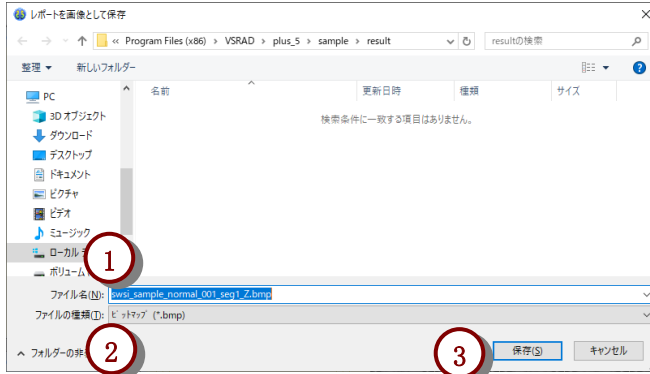 レポートを画像として保存
« Program Files (x86) › VSRAD › plus_5 › sample › result
resultの検索
整理 新しいフォルダー
名前 更新日時 種類 サイズ
検索条件に一致する項目はありません。
PC
3D オブジェクト
ダウンロード
デスクトップ
ドキュメント
ピクチャ
ビデオ
ミュージック
ローカル
ボリューム
1
ファイル名(N): swsi_sample_normal_001_seg1_Z.bmp
ファイルの種類(T): ビットマップ (*.bmp)
フォルダーの非
2
3
保存(S) キャンセル